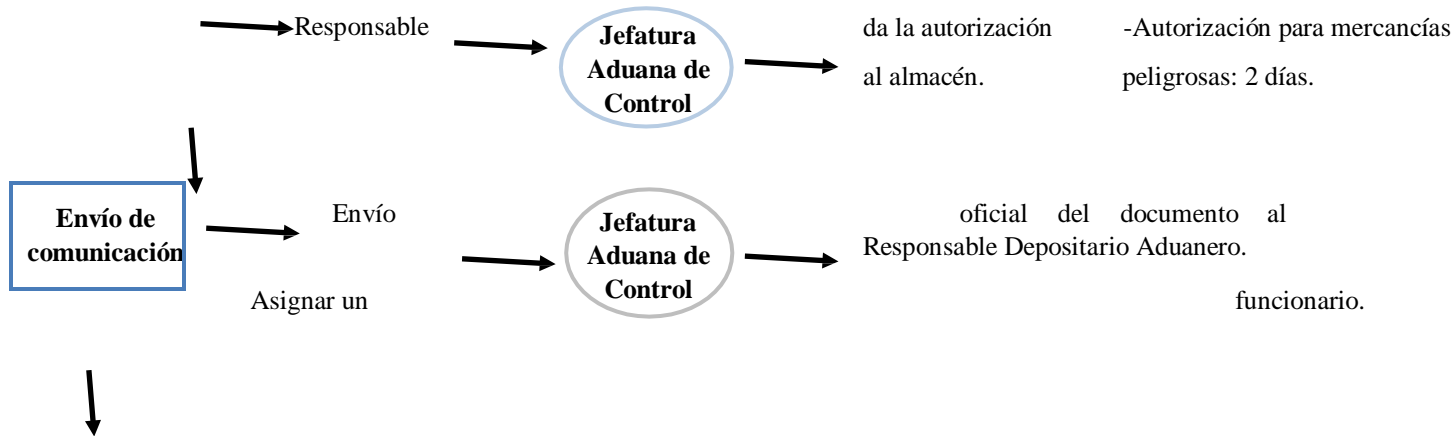 Responsable
Jefatura
Aduana de
Control
da la autorización -Autorización para mercancías
al almacén. peligrosas: 2 días.
Envío de
comunicación
Envío
Asignar un
Jefatura
Aduana de
Control
oficial del documento al
Responsable Depositario Aduanero.
funcionario.